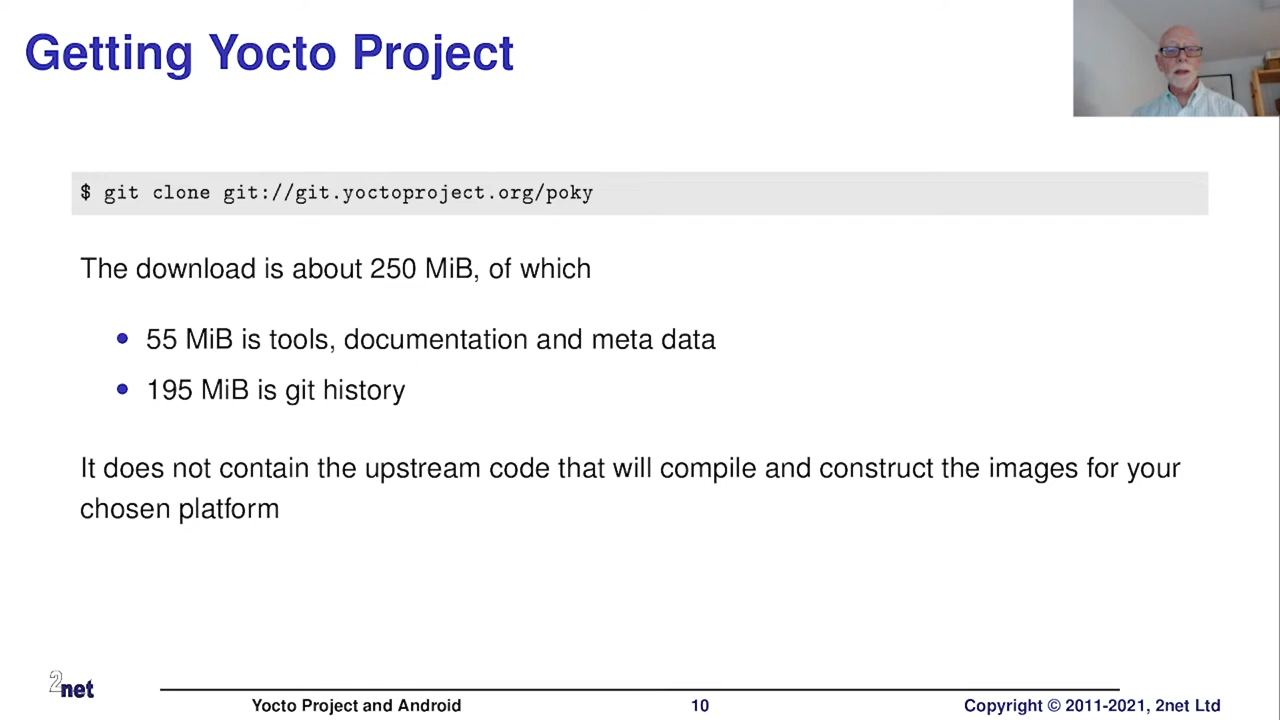 Getting Yocto Project
$ git clone git://git.yoctoproject.org/poky
The download is about 250 MiB, of which
• 55 MiB is tools, documentation and meta data
• 195 MiB is git history
It does not contain the upstream code that will compile and construct the images for your
chosen platform
2net
Yocto Project and Android
10
Copyright © 2011-2021, 2net Ltd